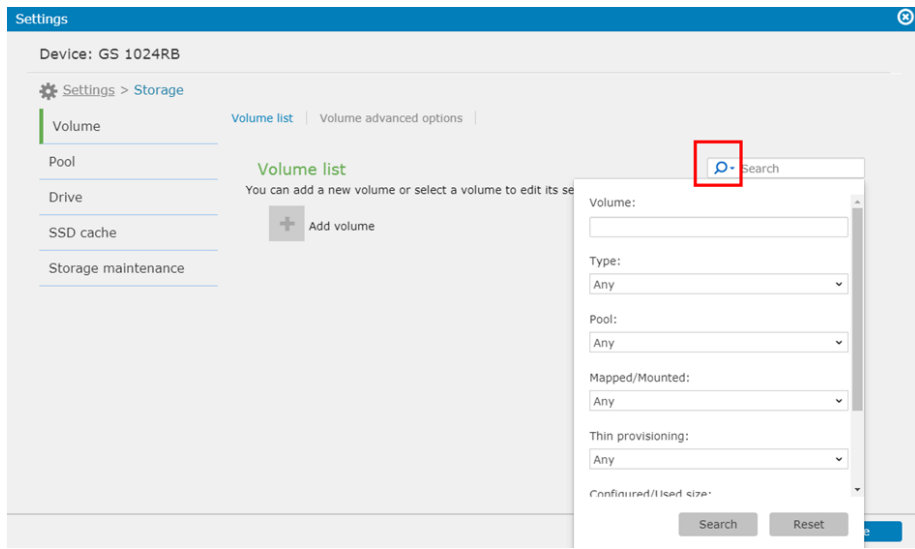 Settings
Device: GS 1024RB
Settings > Storage
Volume
Pool
Drive
SSD cache
Storage maintenance
Volume list
Volume advanced options
Volume list
Search
You can add a new volume or select a volume to edit its se
Add volume
Volume:
Type:
Any
Pool:
Any
Mapped/Mounted:
Any
Thin provisioning:
Any
Configured/Used size:
Search
Reset
e